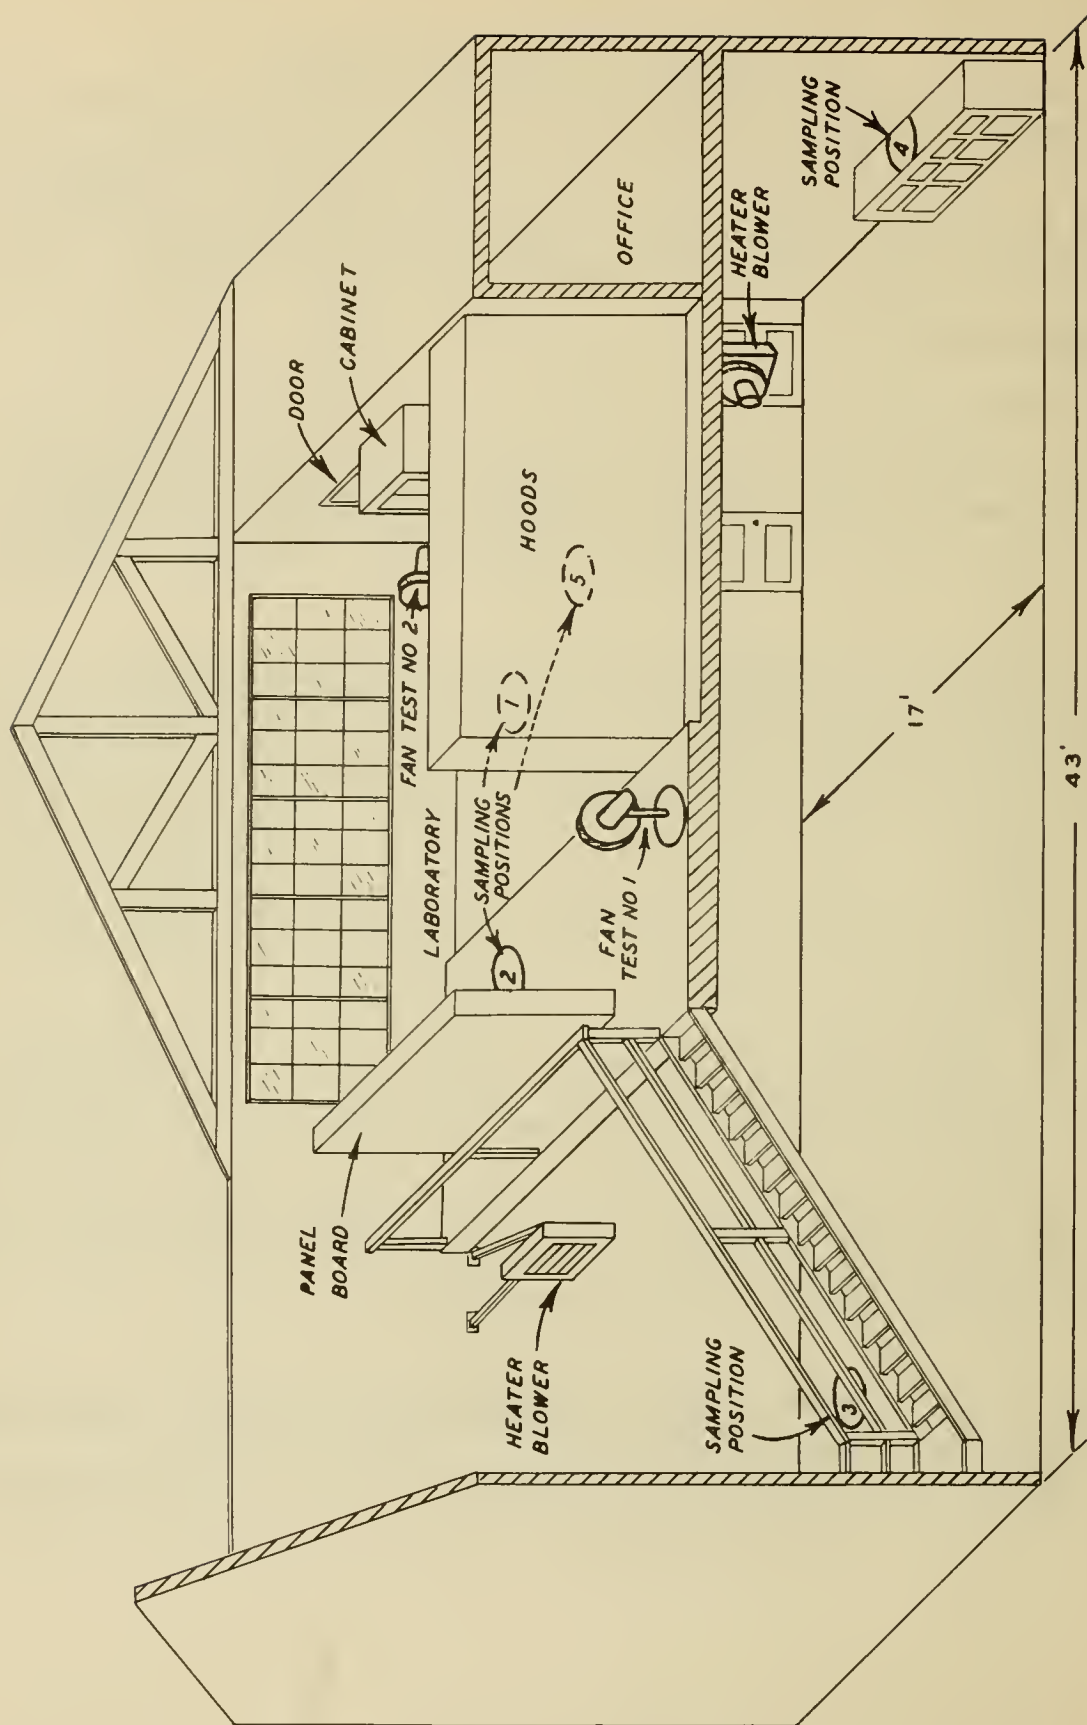 DOOR
CABINET
PANEL
BOARD
FAN TEST NO 2
LABORATORY
SAMPLING
POSITIONS
2
1
5
HOODS
OFFICE
HEATER
BLOWER
FAN
TEST NO 1
HEATER
BLOWER
SAMPLING
POSITION
3
SAMPLING
POSITION
4
17'
43'